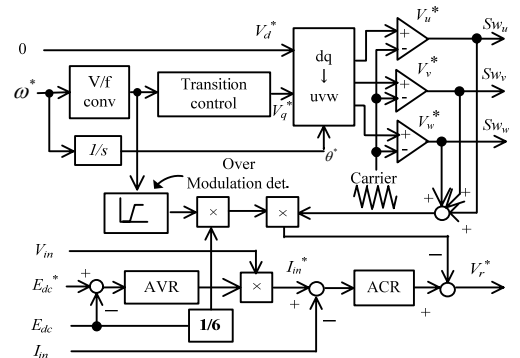 V_u*
0
V_d*
Sw_u
+
-
V/f
conv
Transition
control
dq
↓
uvw
V_v*
Sw_v
+
-
ω*
V_q*
V_w*
Sw_w
+
-
1/s
θ*
Over
Modulation det.
Carrier
×
×
+
+
+
V_in
−
E_dc*
+
AVR
×
I_in*
ACR
V_r*
−
+
+
E_dc
1/6
−
I_in